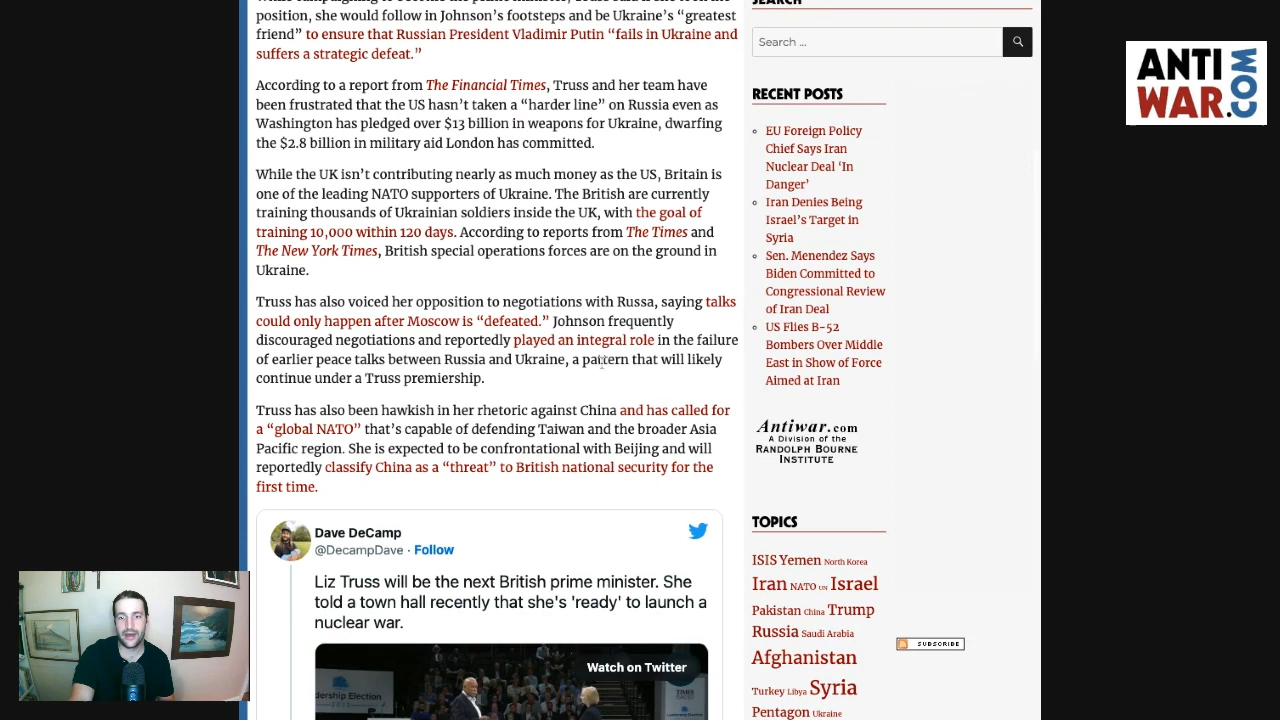 position, she would follow in Johnson's footsteps and be Ukraine's “greatest
friend” to ensure that Russian President Vladimir Putin “fails in Ukraine and
suffers a strategic defeat.”
According to a report from The Financial Times, Truss and her team have
been frustrated that the US hasn't taken a “harder line” on Russia even as
Washington has pledged over $13 billion in weapons for Ukraine, dwarfing
the $2.8 billion in military aid London has committed.
While the UK isn't contributing nearly as much money as the US, Britain is
one of the leading NATO supporters of Ukraine. The British are currently
training thousands of Ukrainian soldiers inside the UK, with the goal of
training 10,000 within 120 days. According to reports from The Times and
The New York Times, British special operations forces are on the ground in
Ukraine.
Truss has also voiced her opposition to negotiations with Russa, saying talks
could only happen after Moscow is “defeated.” Johnson frequently
discouraged negotiations and reportedly played an integral role in the failure
of earlier peace talks between Russia and Ukraine, a pattern that will likely
continue under a Truss premiership.
Truss has also been hawkish in her rhetoric against China and has called for
a “global NATO” that's capable of defending Taiwan and the broader Asia
Pacific region. She is expected to be confrontational with Beijing and will
reportedly classify China as a “threat” to British national security for the
first time.
Dave DeCamp
@DecampDave · Follow
Liz Truss will be the next British prime minister. She
told a town hall recently that she's 'ready' to launch a
nuclear war.
Watch on Twitter
dership Election
TIMES
SEARCH
Search ...
RECENT POSTS
EU Foreign Policy
Chief Says Iran
Nuclear Deal ‘In
Danger’
Iran Denies Being
Israel's Target in
Syria
Sen. Menendez Says
Biden Committed to
Congressional Review
of Iran Deal
US Flies B-52
Bombers Over Middle
East in Show of Force
Aimed at Iran
Antiwar.com
A Division of the
RANDOLPH BOURNE
INSTITUTE
TOPICS
ISIS Yemen North Korea
Iran NATO UN Israel
Pakistan China Trump
Russia Saudi Arabia
Afghanistan
Turkey Libya Syria
Pentagon Ukraine
SUBSCRIBE
ANTI
WAR.COM